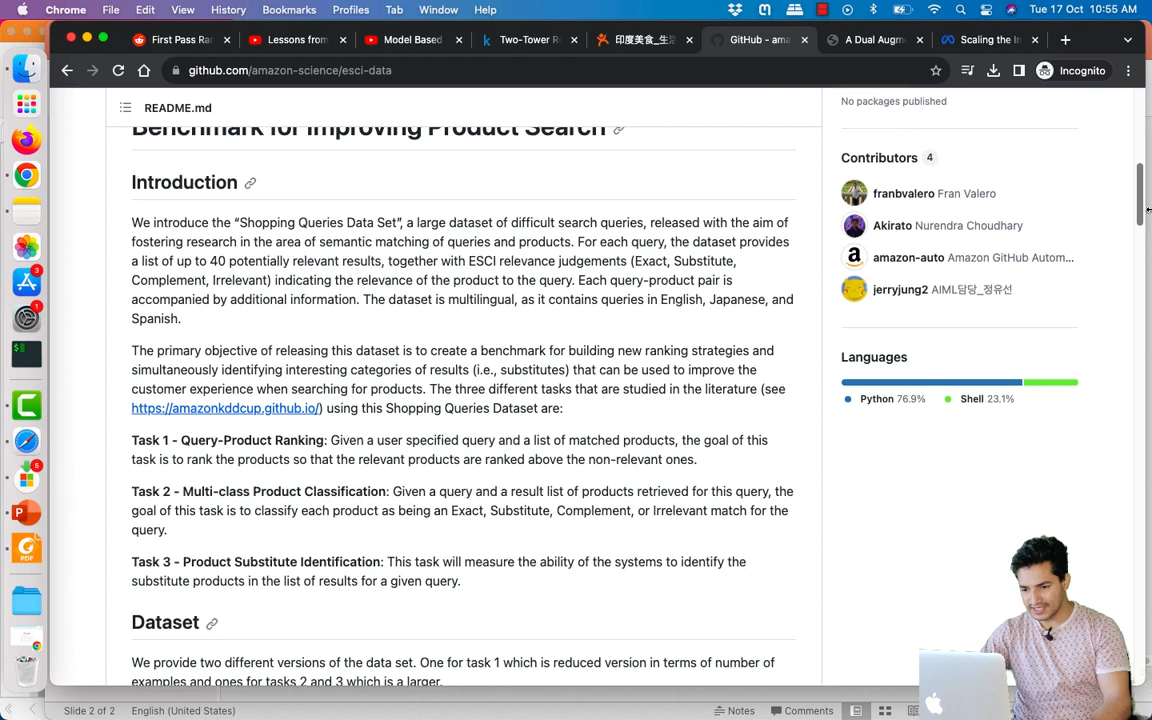 Chrome File Edit View History Bookmarks Profiles Tab Window Help Tue 17 Oct 10:55 AM
First Pass Ra Lessons from Model Based Two-Tower R 印度美食_生活 GitHub - ama A Dual Augm Scaling the In
github.com/amazon-science/esci-data Incognito
README.md
No packages published
Benchmark for Improving Product Search
Introduction
We introduce the “Shopping Queries Data Set”, a large dataset of difficult search queries, released with the aim of
fostering research in the area of semantic matching of queries and products. For each query, the dataset provides
a list of up to 40 potentially relevant results, together with ESCI relevance judgements (Exact, Substitute,
Complement, Irrelevant) indicating the relevance of the product to the query. Each query-product pair is
accompanied by additional information. The dataset is multilingual, as it contains queries in English, Japanese, and
Spanish.
The primary objective of releasing this dataset is to create a benchmark for building new ranking strategies and
simultaneously identifying interesting categories of results (i.e., substitutes) that can be used to improve the
customer experience when searching for products. The three different tasks that are studied in the literature (see
https://amazonkddcup.github.io/) using this Shopping Queries Dataset are:
Task 1 - Query-Product Ranking: Given a user specified query and a list of matched products, the goal of this
task is to rank the products so that the relevant products are ranked above the non-relevant ones.
Task 2 - Multi-class Product Classification: Given a query and a result list of products retrieved for this query, the
goal of this task is to classify each product as being an Exact, Substitute, Complement, or Irrelevant match for the
query.
Task 3 - Product Substitute Identification: This task will measure the ability of the systems to identify the
substitute products in the list of results for a given query.
Dataset
We provide two different versions of the data set. One for task 1 which is reduced version in terms of number of
examples and ones for tasks 2 and 3 which is a larger.
Contributors 4
franbvalero Fran Valero
Akirato Nurendra Choudhary
amazon-auto Amazon GitHub Autom...
jerryjung2 AIML담당_정유선
Languages
Python 76.9% Shell 23.1%
3
1
5
PDF
Slide 2 of 2 English (United States) Notes Comments